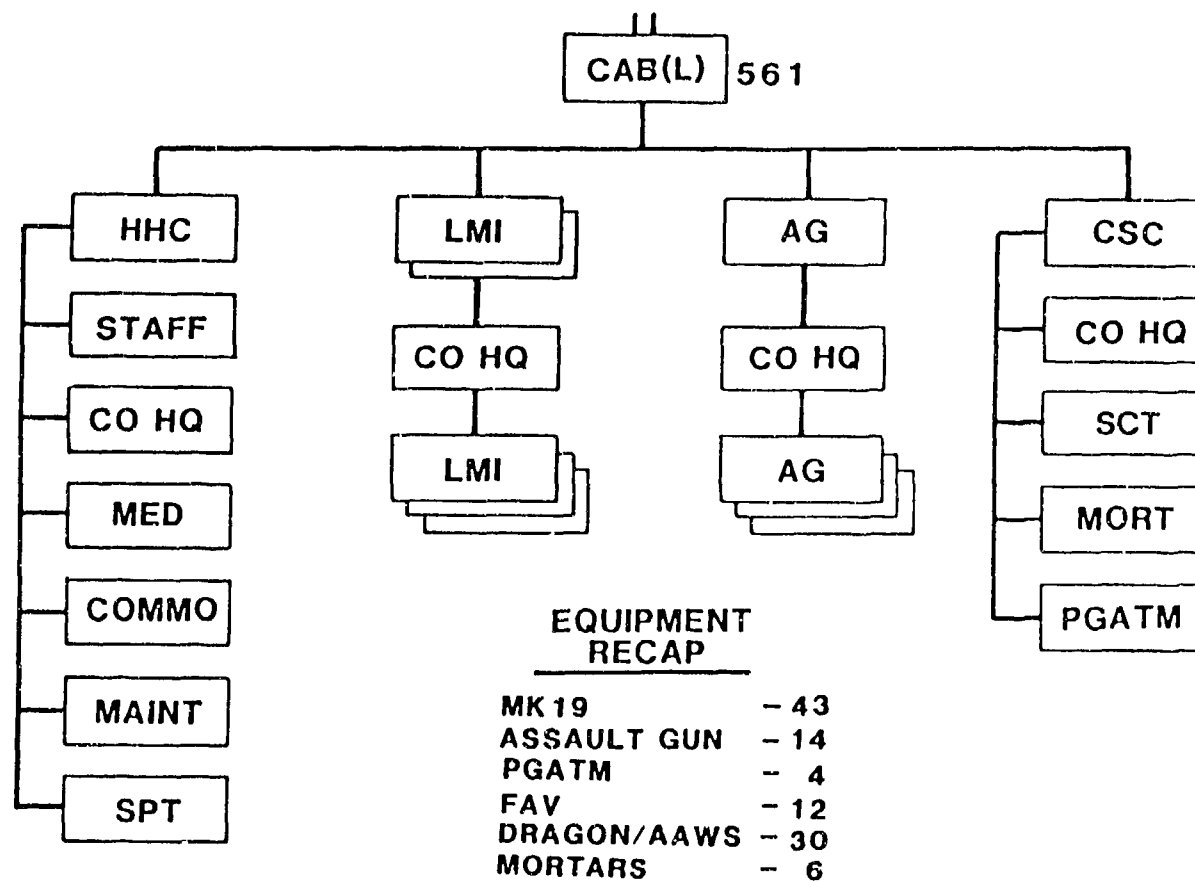 CAB(L) 561
HHC
STAFF
CO HQ
MED
COMMO
MAINT
SPT
LMI
CO HQ
LMI
AG
CO HQ
AG
CSC
CO HQ
SCT
MORT
PGATM
EQUIPMENT
RECAP
MK19 - 43
ASSAULT GUN - 14
PGATM - 4
FAV - 12
DRAGON/AAWS - 30
MORTARS - 6